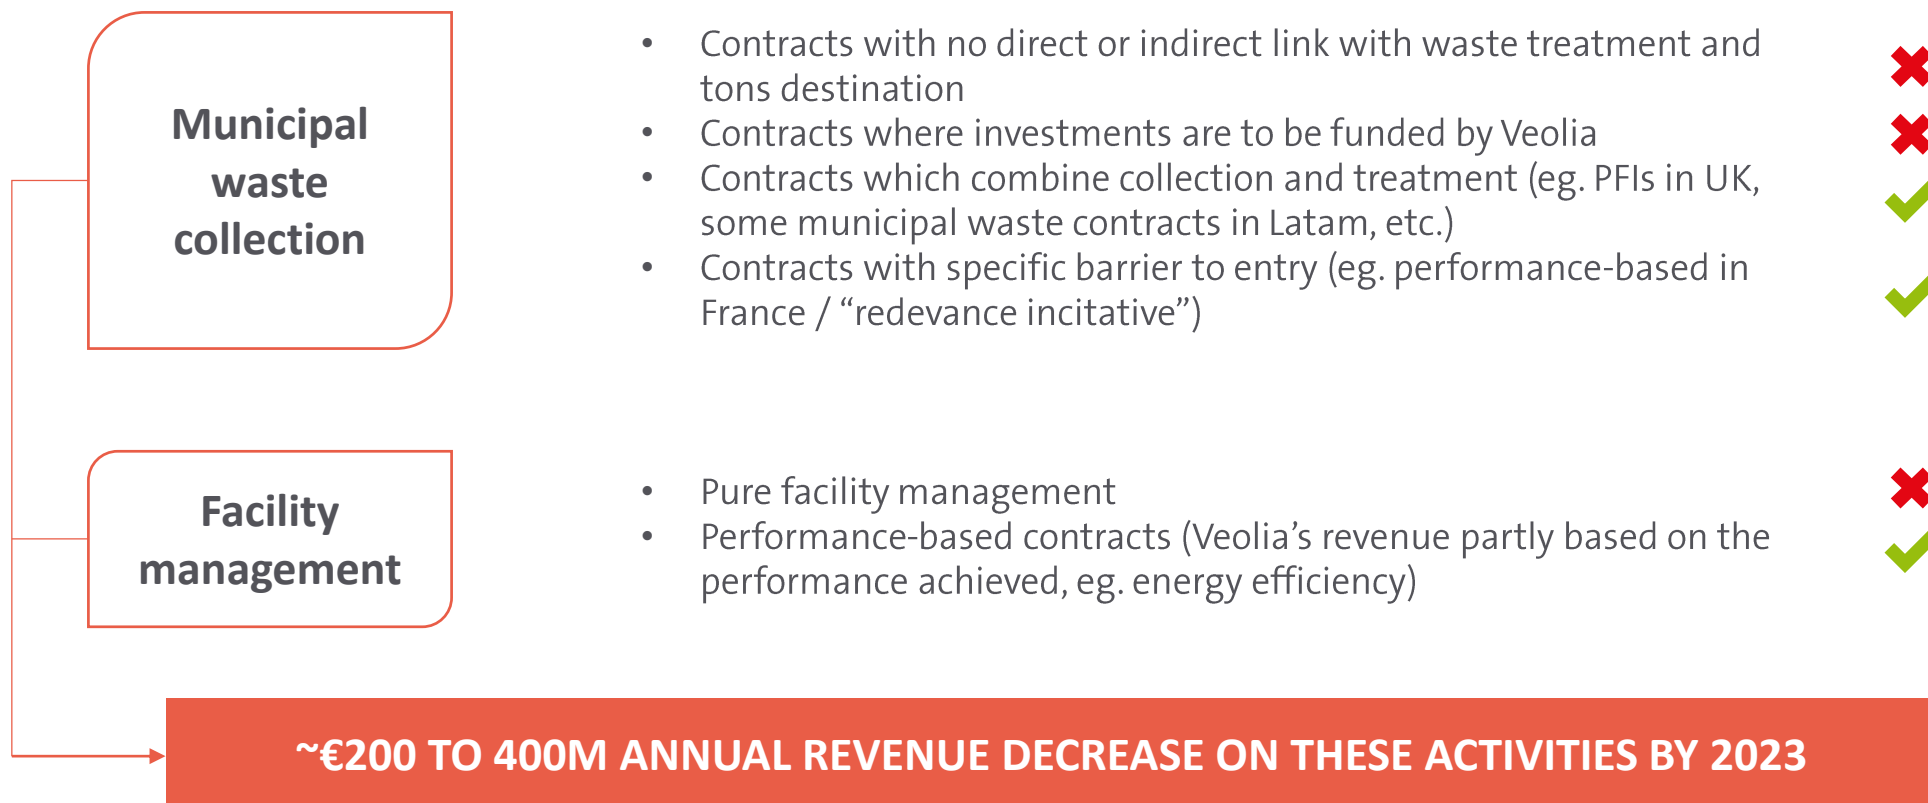 Municipal
waste
collection
• Contracts with no direct or indirect link with waste treatment and
tons destination
• Contracts where investments are to be funded by Veolia
• Contracts which combine collection and treatment (eg. PFIs in UK,
some municipal waste contracts in Latam, etc.)
• Contracts with specific barrier to entry (eg. performance-based in
France / “redevance incitative”)
Facility
management
• Pure facility management
• Performance-based contracts (Veolia’s revenue partly based on the
performance achieved, eg. energy efficiency)
~€200 TO 400M ANNUAL REVENUE DECREASE ON THESE ACTIVITIES BY 2023